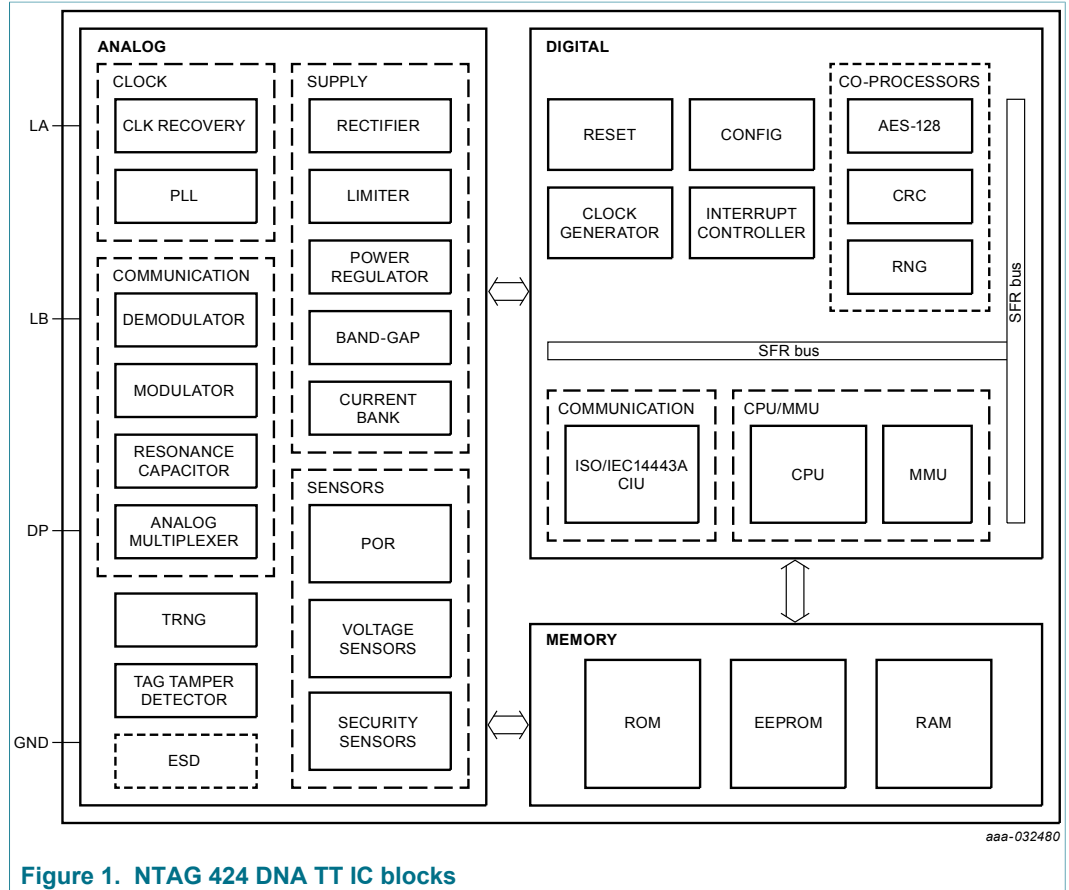 ANALOG
CLOCK
CLK RECOVERY
PLL
COMMUNICATION
DEMODULATOR
MODULATOR
RESONANCE
CAPACITOR
ANALOG
MULTIPLEXER
TRNG
TAG TAMPER
DETECTOR
ESD
SUPPLY
RECTIFIER
LIMITER
POWER
REGULATOR
BAND-GAP
CURRENT
BANK
SENSORS
POR
VOLTAGE
SENSORS
SECURITY
SENSORS
LA
LB
DP
GND
DIGITAL
RESET
CONFIG
CLOCK
GENERATOR
INTERRUPT
CONTROLLER
CO-PROCESSORS
AES-128
CRC
RNG
SFR bus
SFR bus
COMMUNICATION
ISO/IEC14443A
CIU
CPU/MMU
CPU
MMU
MEMORY
ROM
EEPROM
RAM
aaa-032480
Figure 1. NTAG 424 DNA TT IC blocks